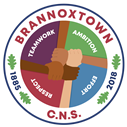 BRANNOXTOWN
TEAMWORK
AMBITION
RESPECT
EFFORT
1885
2018
C.N.S.